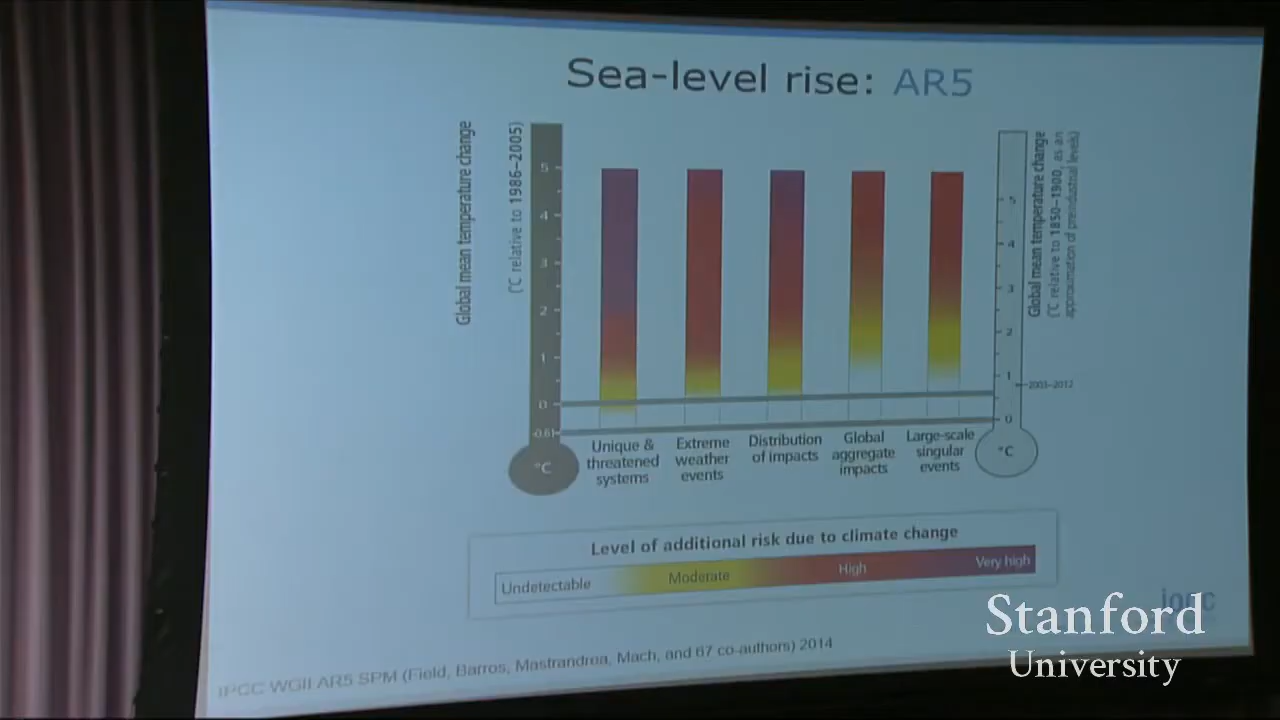 Sea-level rise: AR5
Global mean temperature change
(°C relative to 1986–2005)
5
4
3
2
1
0
-0.61
°C
Unique &
threatened
systems
Extreme
weather
events
Distribution
of impacts
Global
aggregate
impacts
Large-scale
singular
events
5
4
3
2
1
0
2003–2012
°C
Global mean temperature change
(°C relative to 1850–1900, as an
approximation of preindustrial levels)
Level of additional risk due to climate change
Undetectable
Moderate
High
Very high
ipcc
IPCC WGII AR5 SPM (Field, Barros, Mastrandrea, Mach, and 67 co-authors) 2014
Stanford
University